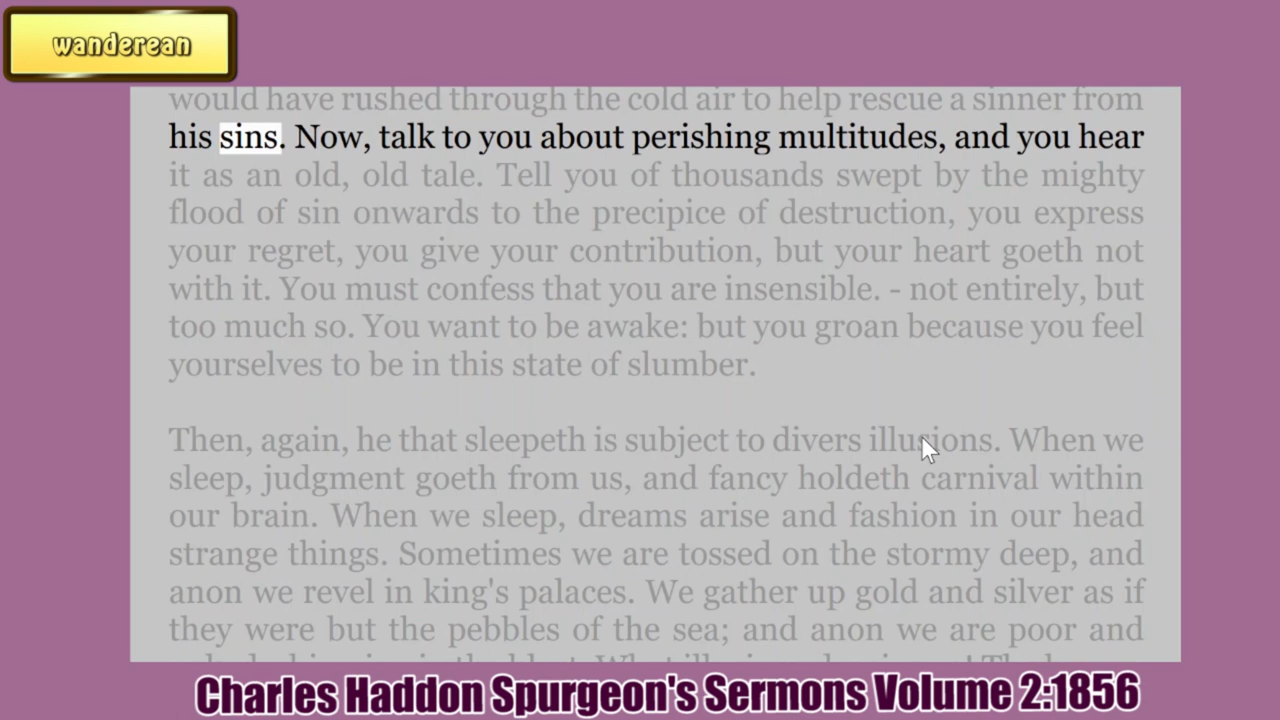 wanderean
would have rushed through the cold air to help rescue a sinner from
his sins. Now, talk to you about perishing multitudes, and you hear
it as an old, old tale. Tell you of thousands swept by the mighty
flood of sin onwards to the precipice of destruction, you express
your regret, you give your contribution, but your heart goeth not
with it. You must confess that you are insensible. - not entirely, but
too much so. You want to be awake: but you groan because you feel
yourselves to be in this state of slumber.
Then, again, he that sleepeth is subject to divers illusions. When we
sleep, judgment goeth from us, and fancy holdeth carnival within
our brain. When we sleep, dreams arise and fashion in our head
strange things. Sometimes we are tossed on the stormy deep, and
anon we revel in king's palaces. We gather up gold and silver as if
they were but the pebbles of the sea; and anon we are poor and
Charles Haddon Spurgeon's Sermons Volume 2:1856